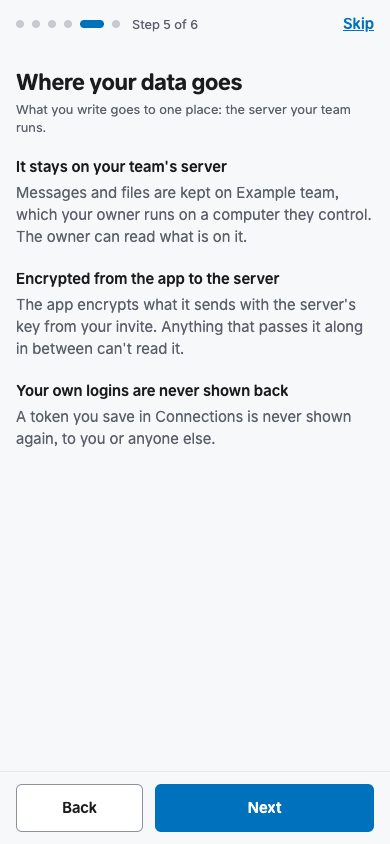 Step 5 of 6
Skip
Where your data goes
What you write goes to one place: the server your team
runs.
It stays on your team's server
Messages and files are kept on Example team,
which your owner runs on a computer they control.
The owner can read what is on it.
Encrypted from the app to the server
The app encrypts what it sends with the server's
key from your invite. Anything that passes it along
in between can't read it.
Your own logins are never shown back
A token you save in Connections is never shown
again, to you or anyone else.
Back
Next